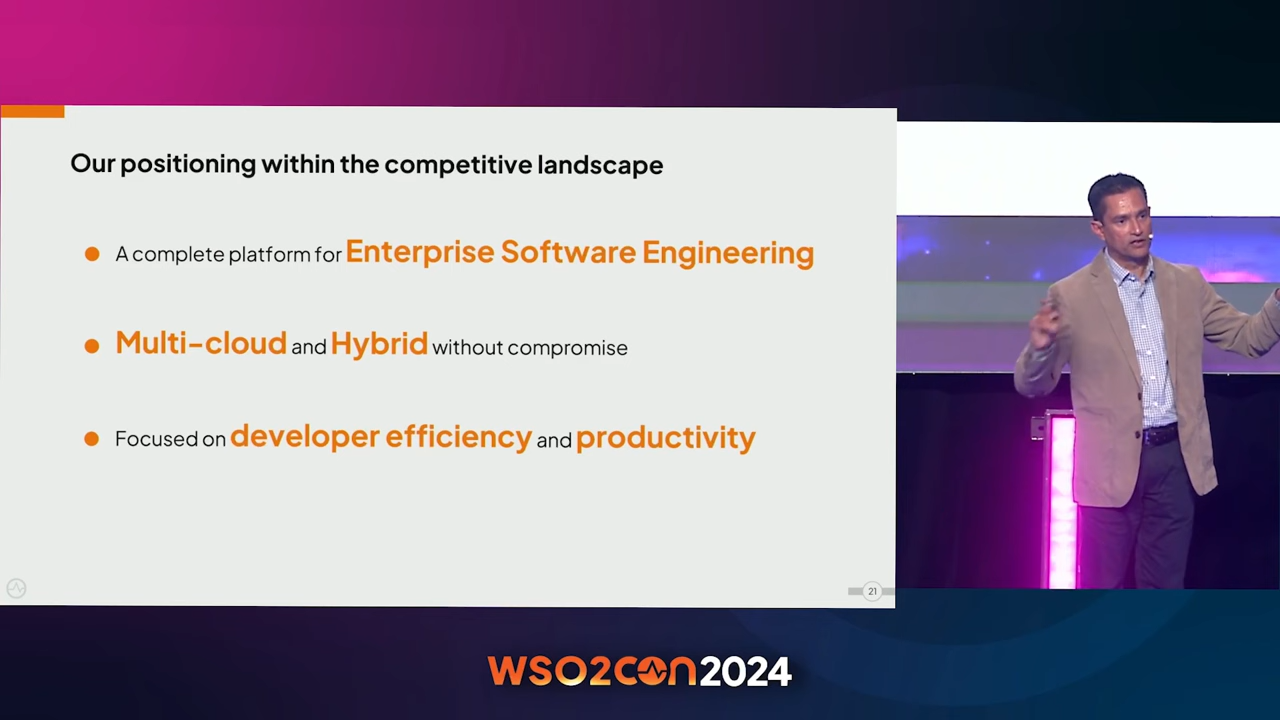 Our positioning within the competitive landscape
A complete platform for Enterprise Software Engineering
Multi-cloud and Hybrid without compromise
Focused on developer efficiency and productivity
21
WSO2CON2024